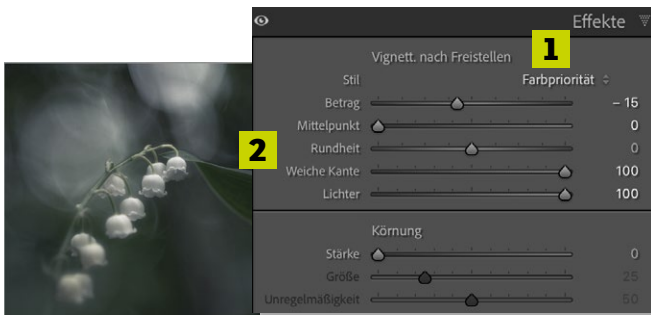 Effekte
1
Vignett. nach Freistellen
Stil Farbpriorität
Betrag – 15
Mittelpunkt 0
2
Rundheit 0
Weiche Kante 100
Lichter 100
Körnung
Stärke 0
Größe 25
Unregelmäßigkeit 50